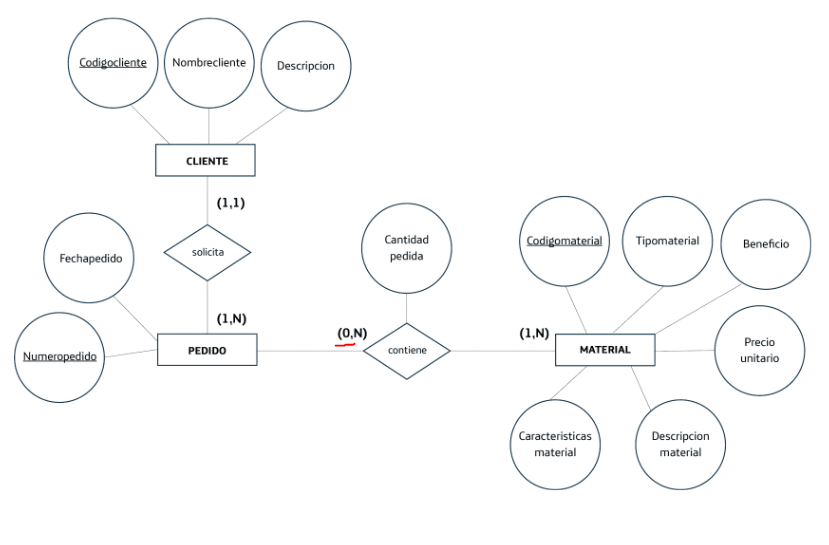 Codigocliente
Nombrecliente
Descripcion
CLIENTE
(1,1)
solicita
(1,N)
Fechapedido
Numeropedido
PEDIDO
(0,N)
Cantidad
pedida
contiene
(1,N)
Codigomaterial
Tipomaterial
Beneficio
MATERIAL
Precio
unitario
Caracteristicas
material
Descripcion
material